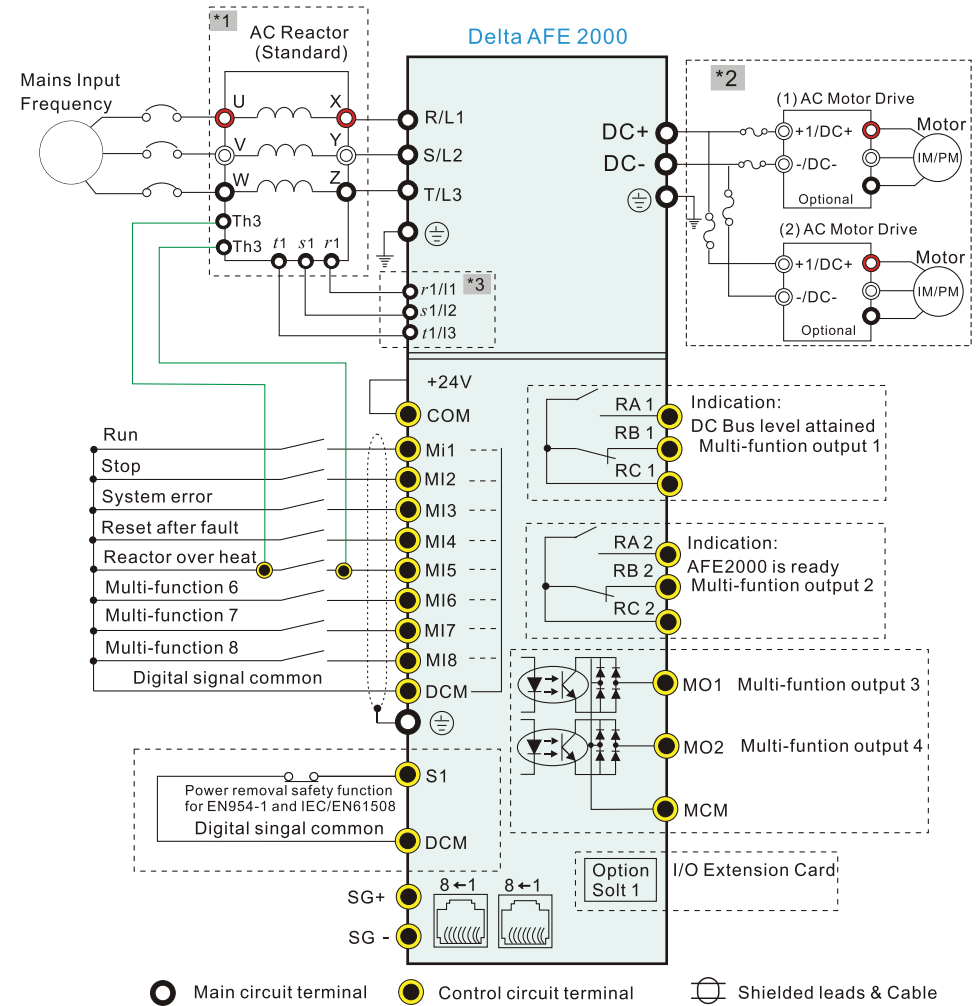 Delta AFE 2000
*1
AC Reactor
(Standard)
Mains Input
Frequency
U
X
V
Y
W
Z
Th3
Th3
t1
s1
r1
R/L1
S/L2
T/L3
r1/l1
*3
s1/l2
t1/l3
DC+
DC-
*2
(1) AC Motor Drive
+1/DC+
-/DC-
Optional
Motor
IM/PM
(2) AC Motor Drive
+1/DC+
-/DC-
Optional
Motor
IM/PM
+24V
COM
Run
Mi1
Stop
MI2
System error
MI3
Reset after fault
MI4
Reactor over heat
MI5
Multi-function 6
MI6
Multi-function 7
MI7
Multi-function 8
MI8
Digital signal common
DCM
S1
Power removal safety function
for EN954-1 and IEC/EN61508
Digital singal common
DCM
SG+
SG -
8←1
8←1
RA 1
RB 1
RC 1
Indication:
DC Bus level attained
Multi-funtion output 1
RA 2
RB 2
RC 2
Indication:
AFE2000 is ready
Multi-funtion output 2
MO1
Multi-funtion output 3
MO2
Multi-funtion output 4
MCM
Option
Solt 1
I/O Extension Card
Main circuit terminal
Control circuit terminal
Shielded leads & Cable